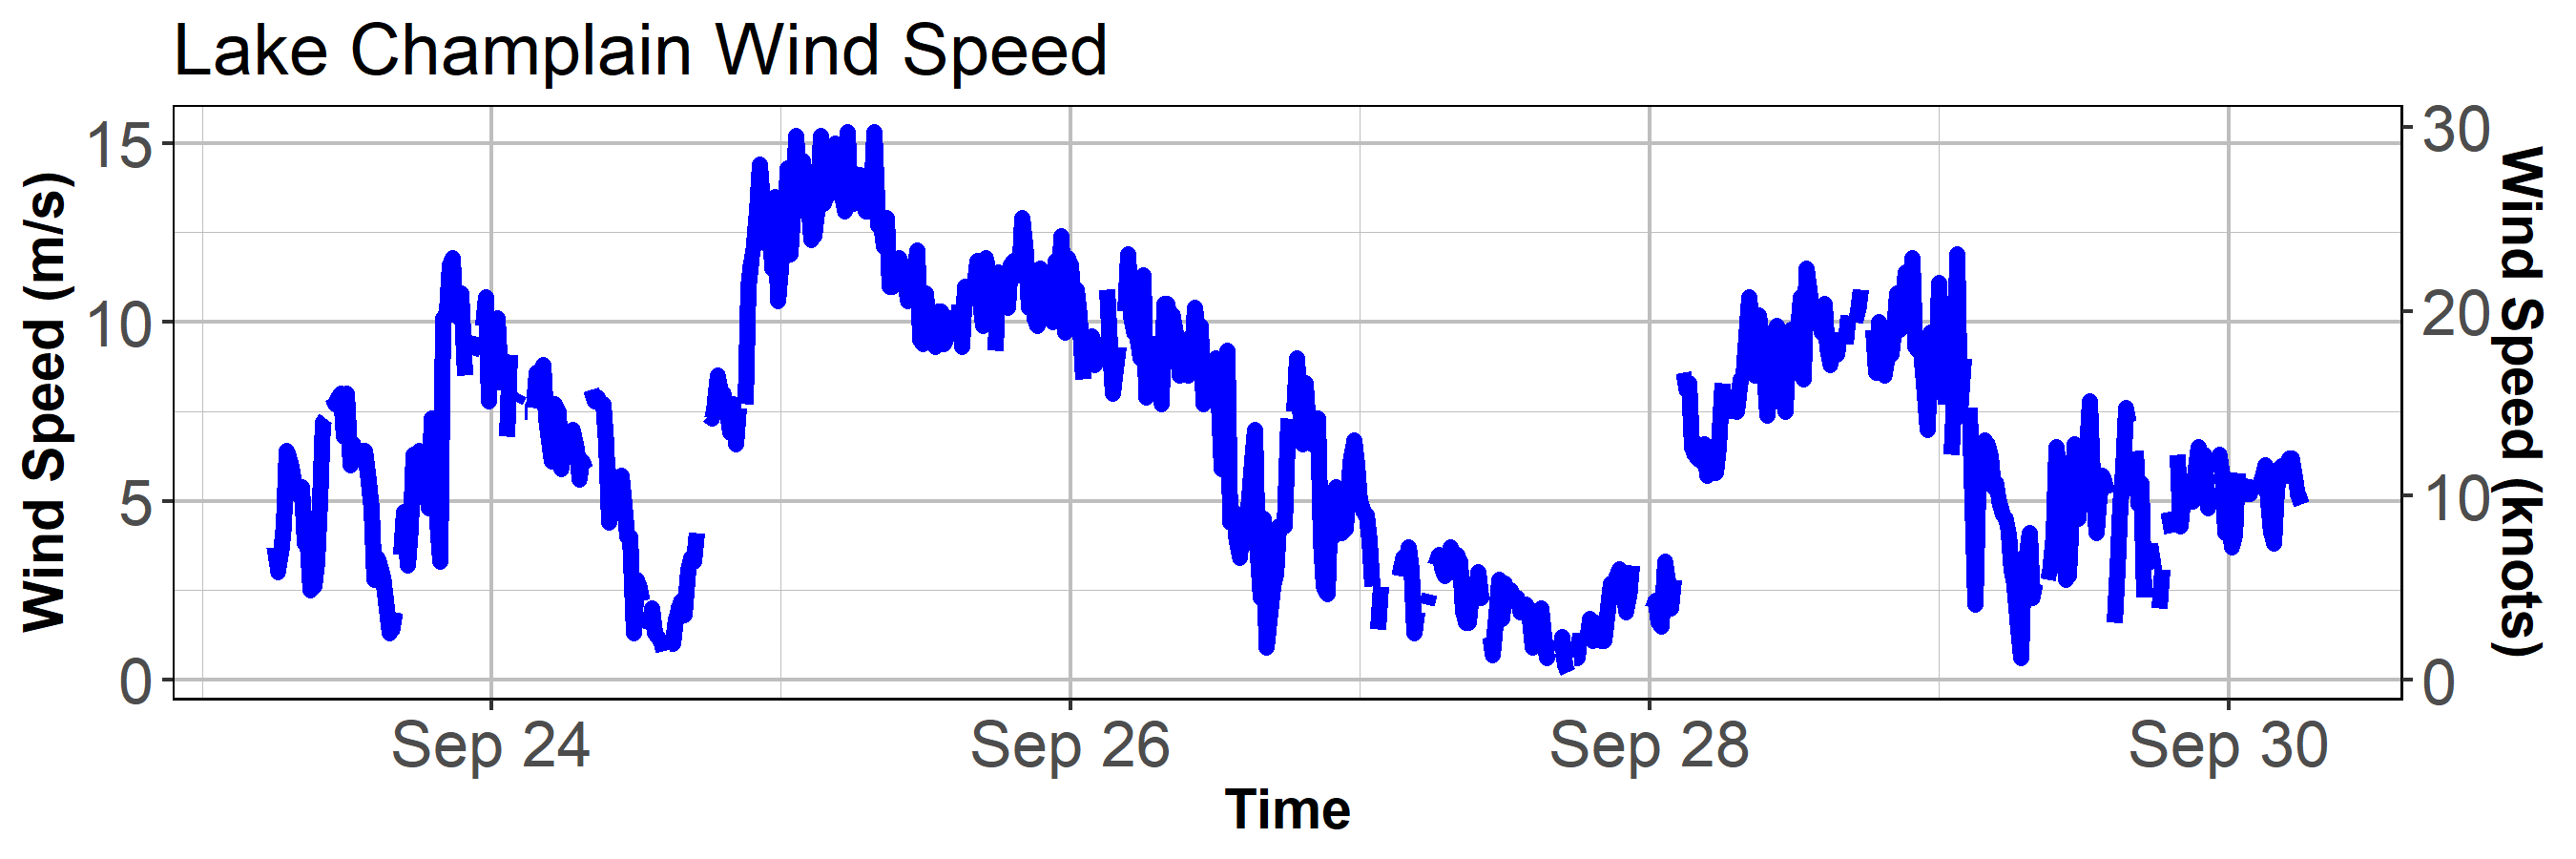 Lake Champlain Wind Speed
Wind Speed (m/s)
15
10
5
0
30
20
10
0
Wind Speed (knots)
Sep 24
Sep 26
Sep 28
Sep 30
Time